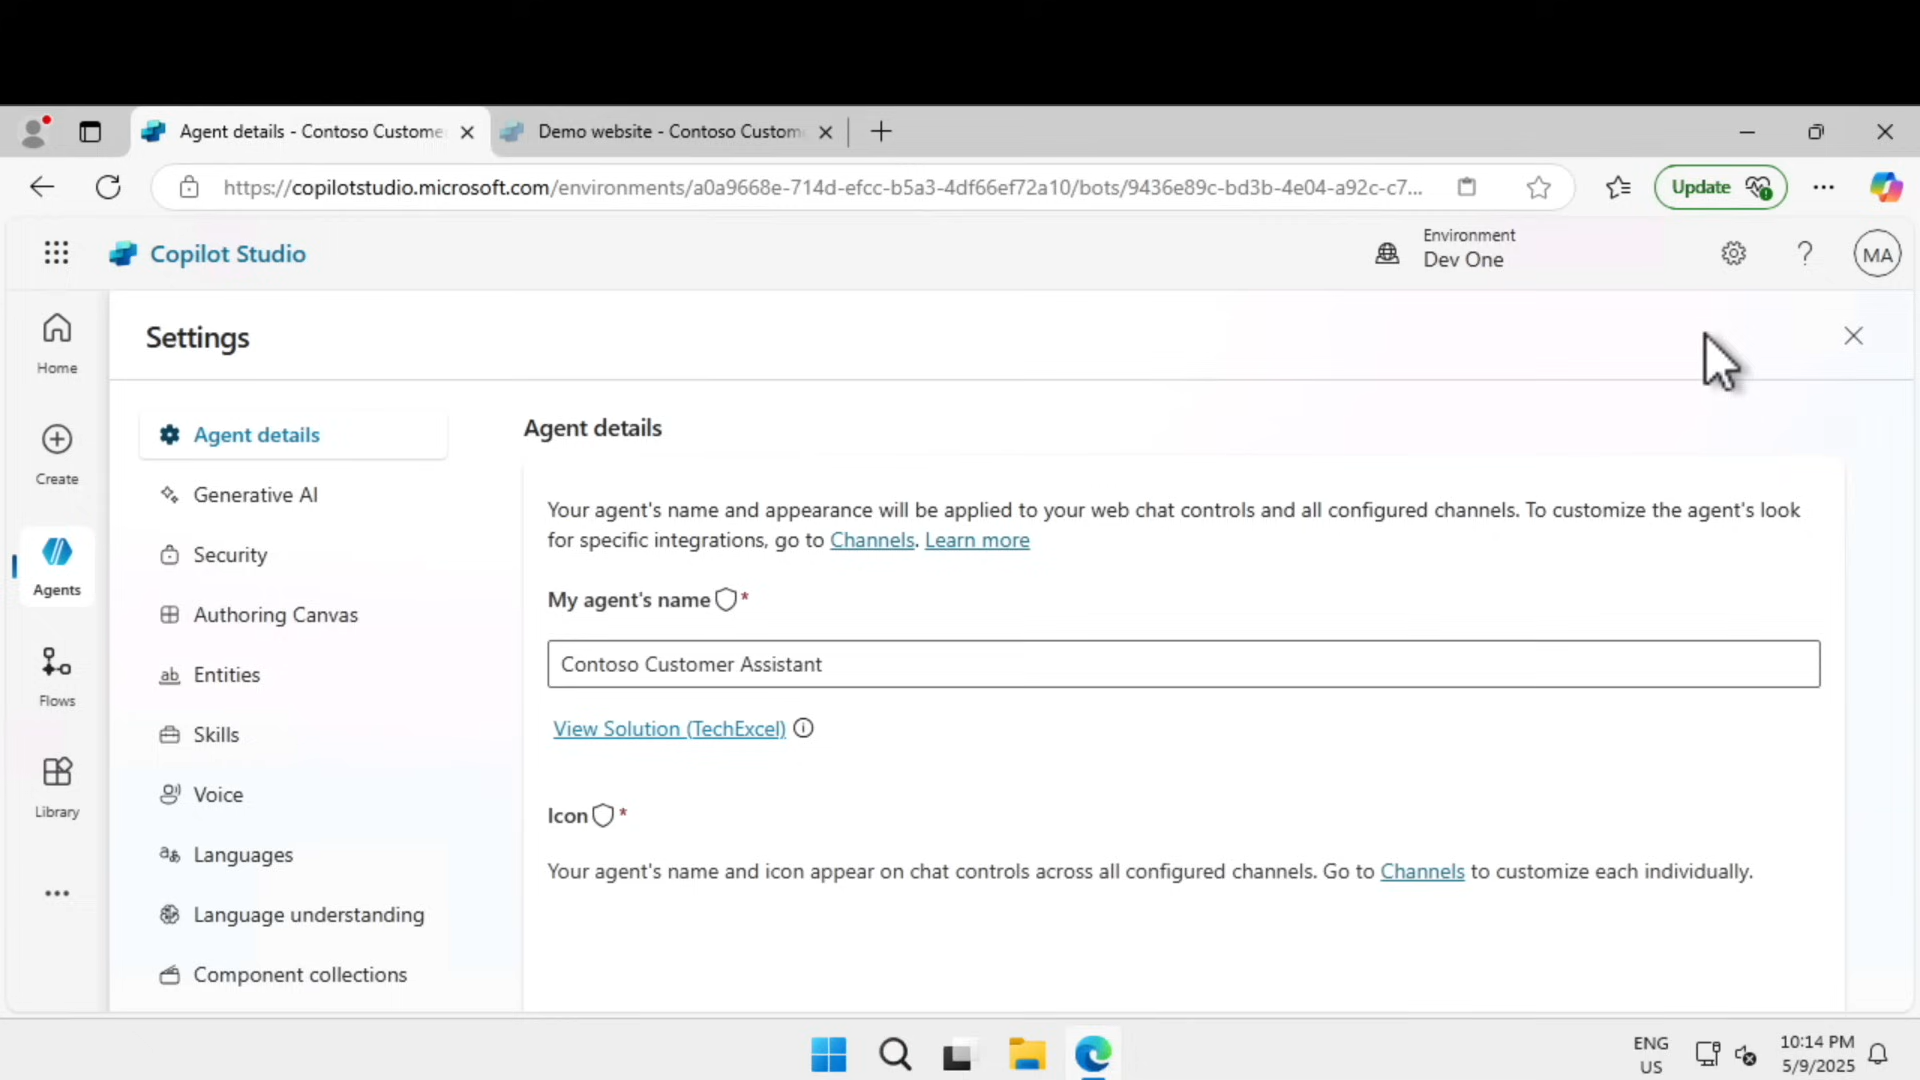 Agent details - Contoso Custome
Demo website - Contoso Custom
https://copilotstudio.microsoft.com/environments/a0a9668e-714d-efcc-b5a3-4df66ef72a10/bots/9436e89c-bd3b-4e04-a92c-c7...
Update
Copilot Studio
Environment
Dev One
MA
Home
Create
Agents
Flows
Library
Settings
Agent details
Generative AI
Security
Authoring Canvas
Entities
Skills
Voice
Languages
Language understanding
Component collections
Agent details
Your agent's name and appearance will be applied to your web chat controls and all configured channels. To customize the agent's look
for specific integrations, go to Channels. Learn more
My agent's name *
Contoso Customer Assistant
View Solution (TechExcel)
Icon *
Your agent's name and icon appear on chat controls across all configured channels. Go to Channels to customize each individually.
ENG
US
10:14 PM
5/9/2025